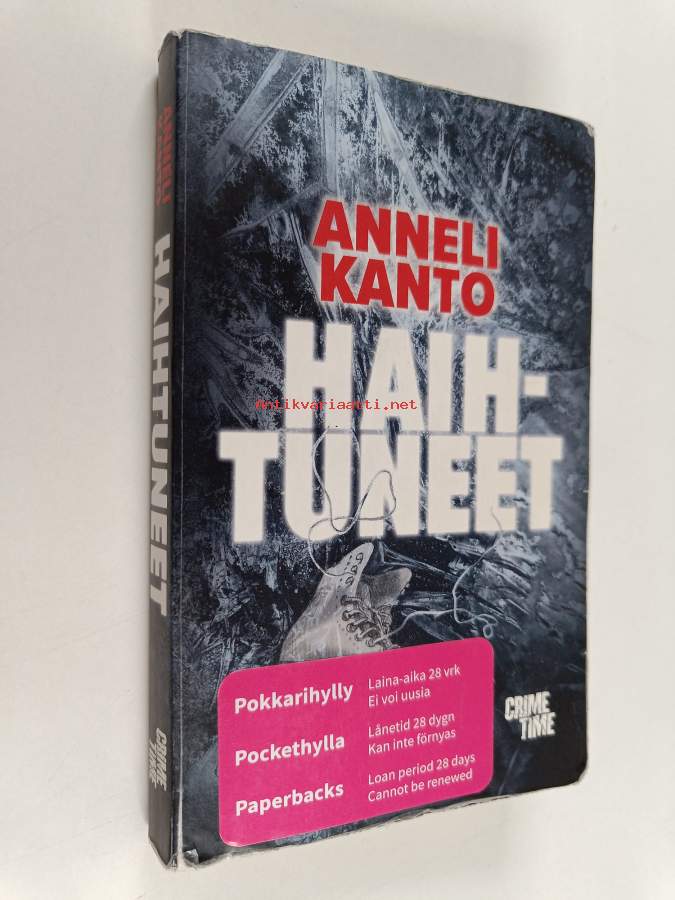 ANNELI
KANTO
HAIHTUNEET
CRIME
TIME
ANNELI
KANTO
HAIH-
TUNEET
antikvariaatti.net
CRIME
TIME
Pokkarihylly
Laina-aika 28 vrk
Ei voi uusia
Pockethylla
Lånetid 28 dygn
Kan inte förnyas
Paperbacks
Loan period 28 days
Cannot be renewed